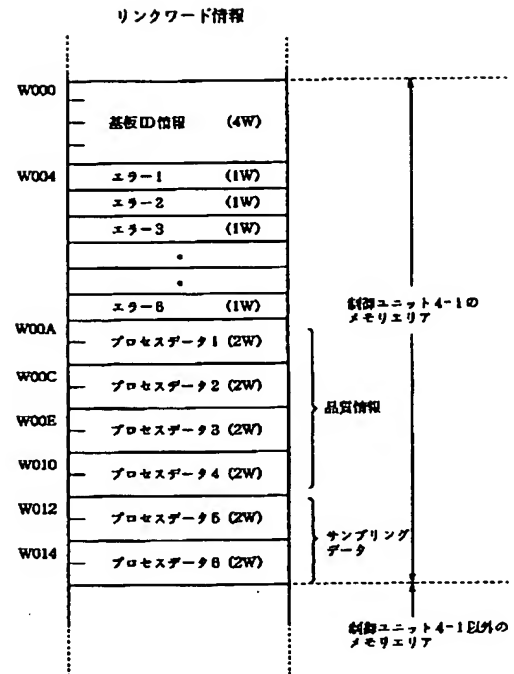 リンクワード情報
W000
基板ID情報 (4W)
W004
エラー1 (1W)
エラー2 (1W)
エラー3 (1W)
・
・
エラー6 (1W)
制御ユニット4-1の
メモリエリア
W00A
プロセスデータ1 (2W)
W00C
プロセスデータ2 (2W)
品質情報
W00E
プロセスデータ3 (2W)
W010
プロセスデータ4 (2W)
W012
プロセスデータ5 (2W)
サンプリング
データ
W014
プロセスデータ6 (2W)
制御ユニット4-1以外の
メモリエリア